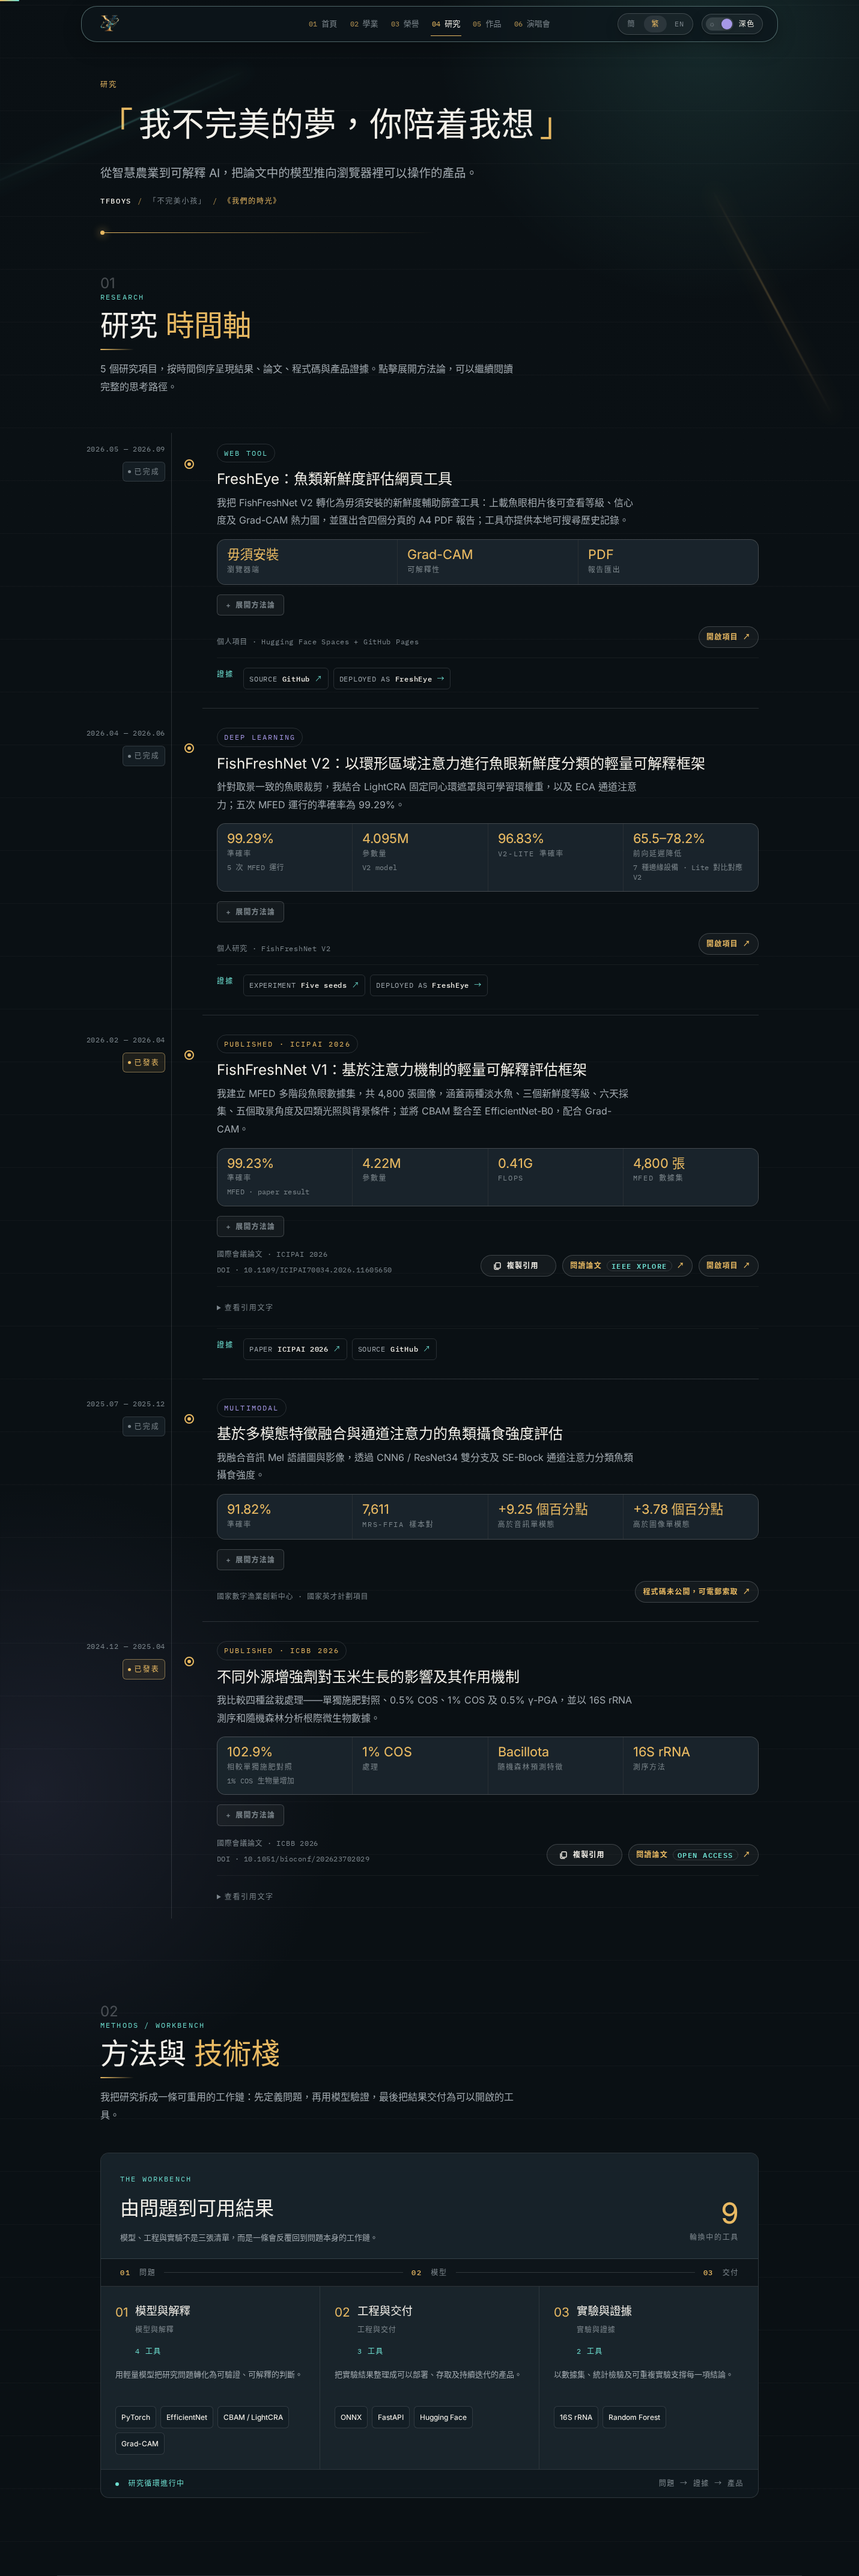 01 首頁 02 學業 03 榮譽 04 研究 05 作品 06 演唱會 繁 EN 深色
研究
「我不完美的夢，你陪着我想」
從智慧農業到可解釋 AI，把論文中的模型推向瀏覽器裡可以操作的產品。
TFBOYS / 「不完美小孩」 / 《我們的時光》
01
RESEARCH
研究 時間軸
5 個研究項目，按時間倒序呈現結果、論文、程式碼與產品證據。點擊展開方法論，可以繼續閱讀
完整的思考路徑。
2026.05 — 2026.09
已完成
WEB TOOL
FreshEye：魚類新鮮度評估網頁工具
我把 FishFreshNet V2 轉化為毋須安裝的新鮮度輔助篩查工具：上載魚眼相片後可查看等級、信心
度及 Grad-CAM 熱力圖，並匯出含四個分頁的 A4 PDF 報告；工具亦提供本地可搜尋歷史記錄。
毋須安裝 Grad-CAM PDF
瀏覽器端 可解釋性 報告匯出
+ 展開方法論
個人項目 · Hugging Face Spaces + GitHub Pages 開啟項目 ↗
證據 SOURCE GitHub ↗ DEPLOYED AS FreshEye →
2026.04 — 2026.06
已完成
DEEP LEARNING
FishFreshNet V2：以環形區域注意力進行魚眼新鮮度分類的輕量可解釋框架
針對取景一致的魚眼裁剪，我結合 LightCRA 固定同心環遮罩與可學習環權重，以及 ECA 通道注意
力；五次 MFED 運行的準確率為 99.29%。
99.29% 4.095M 96.83% 65.5–78.2%
準確率 參數量 V2-LITE 準確率 前向延遲降低
5 次 MFED 運行 V2 model 7 種邊緣設備 · Lite 對比對應
V2
+ 展開方法論
個人研究 · FishFreshNet V2 開啟項目 ↗
證據 EXPERIMENT Five seeds ↗ DEPLOYED AS FreshEye →
2026.02 — 2026.04
已發表
PUBLISHED · ICIPAI 2026
FishFreshNet V1：基於注意力機制的輕量可解釋評估框架
我建立 MFED 多階段魚眼數據集，共 4,800 張圖像，涵蓋兩種淡水魚、三個新鮮度等級、六天採
集、五個取景角度及四類光照與背景條件；並將 CBAM 整合至 EfficientNet-B0，配合 Grad-
CAM。
99.23% 4.22M 0.41G 4,800 張
準確率 參數量 FLOPS MFED 數據集
MFED · paper result
+ 展開方法論
國際會議論文 · ICIPAI 2026
DOI · 10.1109/ICIPAI70034.2026.11605650 複製引用 閱讀論文 IEEE XPLORE ↗ 開啟項目 ↗
▶ 查看引用文字
證據 PAPER ICIPAI 2026 ↗ SOURCE GitHub ↗
2025.07 — 2025.12
已完成
MULTIMODAL
基於多模態特徵融合與通道注意力的魚類攝食強度評估
我融合音訊 Mel 語譜圖與影像，透過 CNN6 / ResNet34 雙分支及 SE-Block 通道注意力分類魚類
攝食強度。
91.82% 7,611 +9.25 個百分點 +3.78 個百分點
準確率 MRS-FFIA 樣本對 高於音訊單模態 高於圖像單模態
+ 展開方法論
國家數字漁業創新中心 · 國家英才計劃項目 程式碼未公開，可電郵索取 ↗
2024.12 — 2025.04
已發表
PUBLISHED · ICBB 2026
不同外源增強劑對玉米生長的影響及其作用機制
我比較四種盆栽處理——單獨施肥對照、0.5% COS、1% COS 及 0.5% γ-PGA，並以 16S rRNA
測序和隨機森林分析根際微生物數據。
102.9% 1% COS Bacillota 16S rRNA
相較單獨施肥對照 處理 隨機森林預測特徵 測序方法
1% COS 生物量增加
+ 展開方法論
國際會議論文 · ICBB 2026
DOI · 10.1051/bioconf/202623702029 複製引用 閱讀論文 OPEN ACCESS ↗
▶ 查看引用文字
02
METHODS / WORKBENCH
方法與 技術棧
我把研究拆成一條可重用的工作鏈：先定義問題，再用模型驗證，最後把結果交付為可以開啟的工
具。
THE WORKBENCH
由問題到可用結果 9
模型、工程與實驗不是三張清單，而是一條會反覆回到問題本身的工作鏈。 輪換中的工具
01 問題 02 模型 03 交付
01 模型與解釋 02 工程與交付 03 實驗與證據
模型與解釋 工程與交付 實驗與證據
4 工具 3 工具 2 工具
用輕量模型把研究問題轉化為可驗證、可解釋的判斷。 把實驗結果整理成可以部署、存取及持續迭代的產品。 以數據集、統計檢驗及可重複實驗支撐每一項結論。
PyTorch EfficientNet CBAM / LightCRA ONNX FastAPI Hugging Face 16S rRNA Random Forest
Grad-CAM
研究循環進行中 問題 → 證據 → 產品